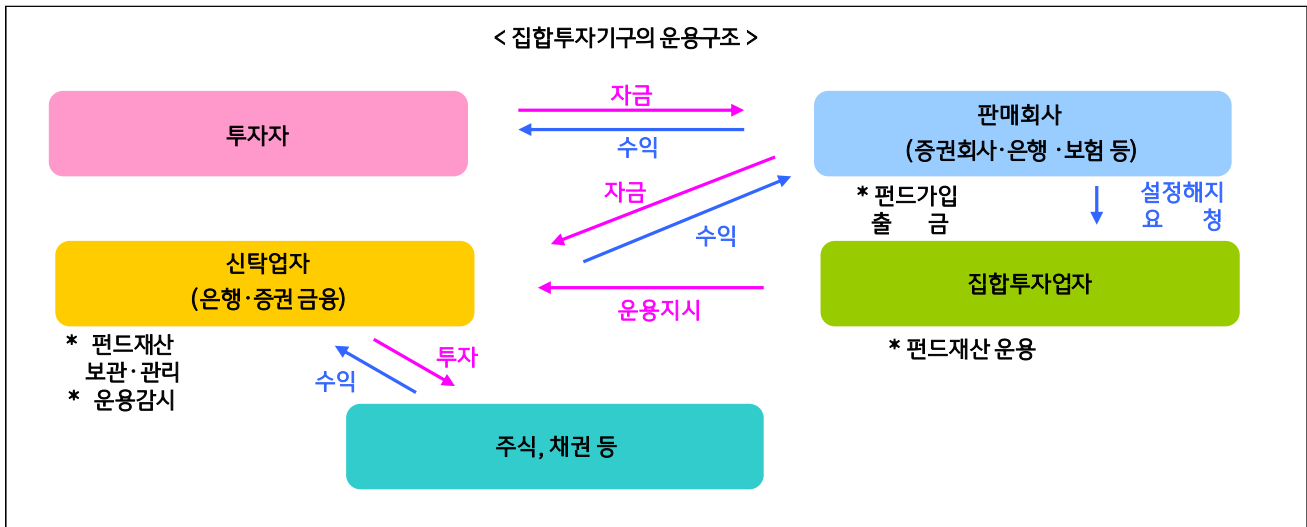 < 집합투자기구의 운용구조 >
투자자
자금
수익
판매회사
(증권회사·은행 ·보험 등)
* 펀드가입
출 금
설정해지
요 청
자금
수익
신탁업자
(은행·증권 금융)
* 펀드재산
보관·관리
* 운용감시
운용지시
집합투자업자
* 펀드재산 운용
투자
수익
주식, 채권 등